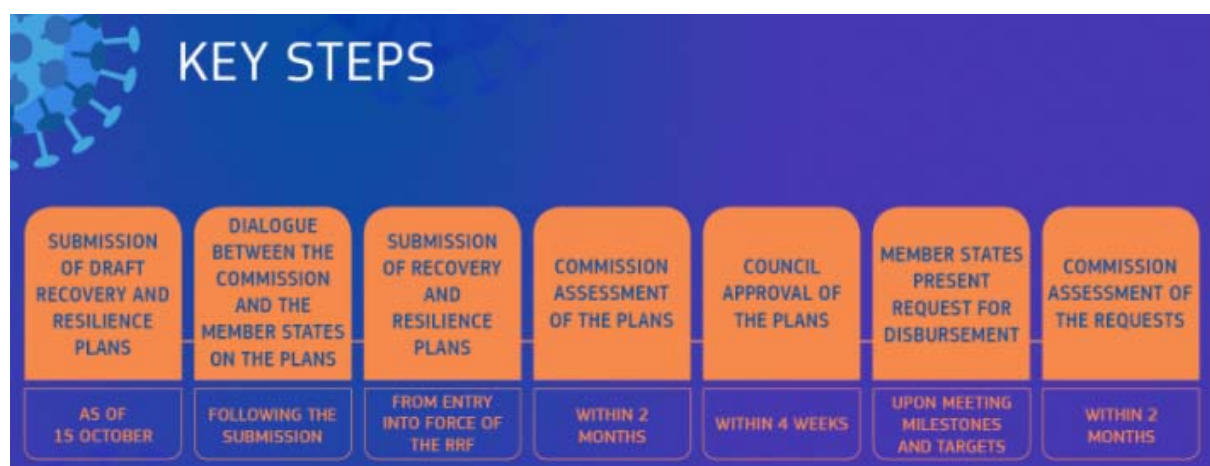 KEY STEPS
SUBMISSION
OF DRAFT
RECOVERY AND
RESILIENCE
PLANS
AS OF
15 OCTOBER
DIALOGUE
BETWEEN THE
COMMISSION
AND THE
MEMBER STATES
ON THE PLANS
FOLLOWING THE
SUBMISSION
SUBMISSION
OF RECOVERY
AND
RESILIENCE
PLANS
FROM ENTRY
INTO FORCE OF
THE RRF
COMMISSION
ASSESSMENT
OF THE PLANS
WITHIN 2
MONTHS
COUNCIL
APPROVAL OF
THE PLANS
WITHIN 4 WEEKS
MEMBER STATES
PRESENT
REQUEST FOR
DISBURSEMENT
UPON MEETING
MILESTONES
AND TARGETS
COMMISSION
ASSESSMENT OF
THE REQUESTS
WITHIN 2
MONTHS